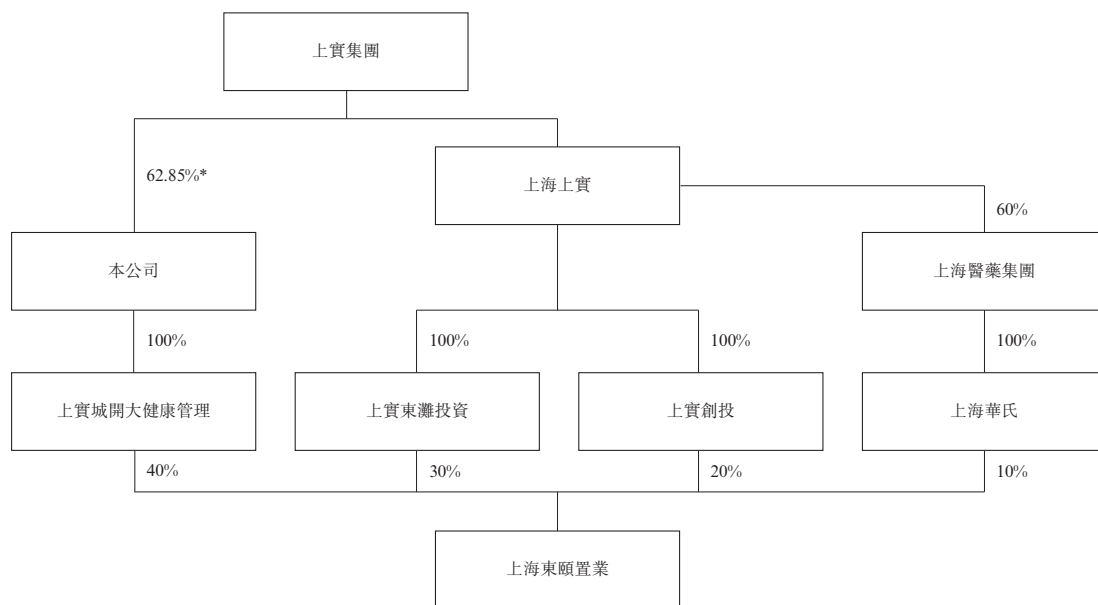 上實集團
62.85%*
上海上實
60%
本公司
上海醫藥集團
100%
100%
100%
100%
上實城開大健康管理
上實東灘投資
上實創投
上海華氏
40%
30%
20%
10%
上海東頤置業